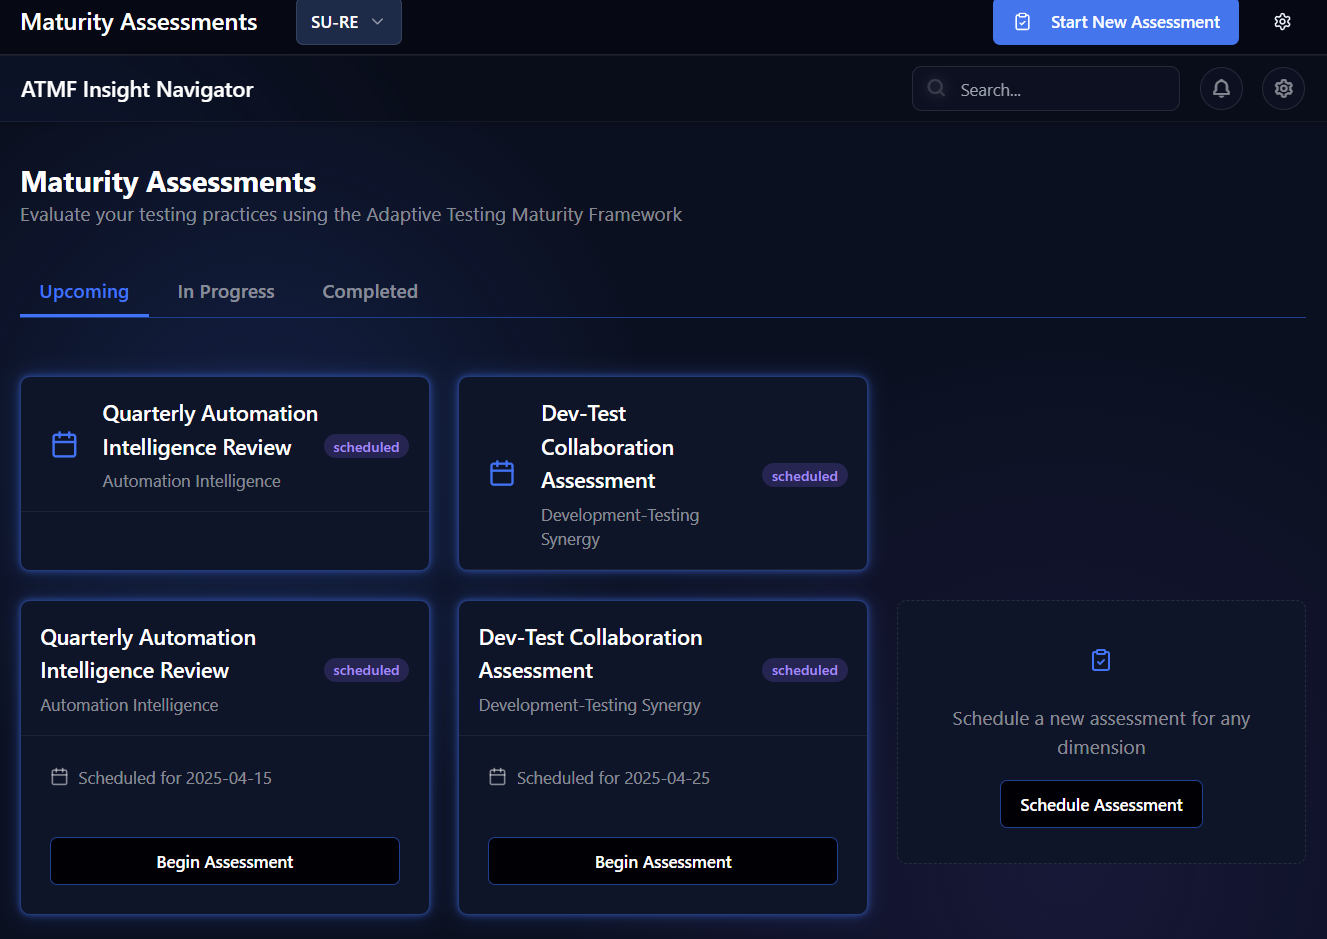 Maturity Assessments
SU-RE
Start New Assessment
ATMF Insight Navigator
Search...
Maturity Assessments
Evaluate your testing practices using the Adaptive Testing Maturity Framework
Upcoming
In Progress
Completed
Quarterly Automation
Intelligence Review
scheduled
Automation Intelligence
Dev-Test
Collaboration
Assessment
scheduled
Development-Testing
Synergy
Quarterly Automation
Intelligence Review
scheduled
Automation Intelligence
Scheduled for 2025-04-15
Begin Assessment
Dev-Test Collaboration
Assessment
scheduled
Development-Testing Synergy
Scheduled for 2025-04-25
Begin Assessment
Schedule a new assessment for any
dimension
Schedule Assessment